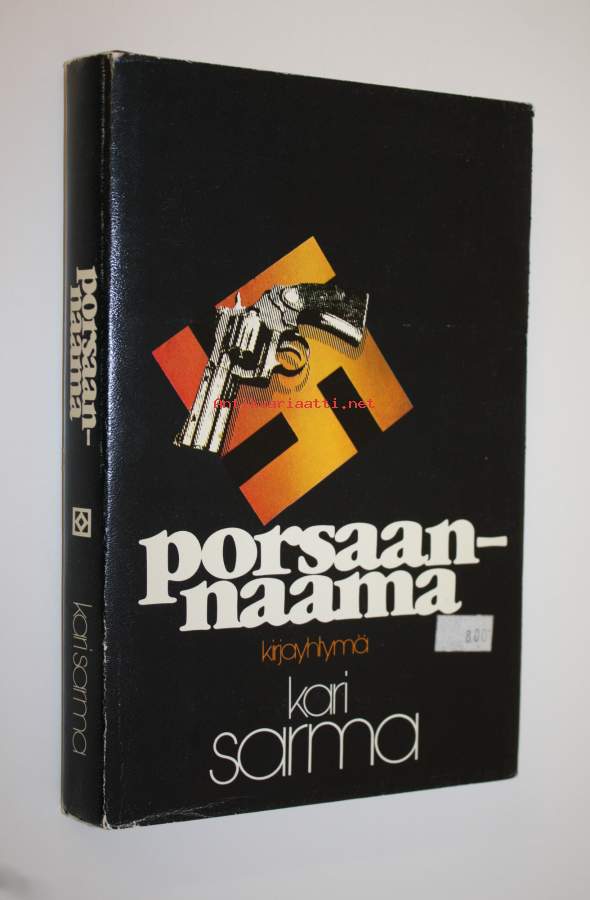 porsaan-
naama
kari sarma
Antikvariaatti.net
porsaan-
naama
8.00
kirjayhtymä
kari
sarma